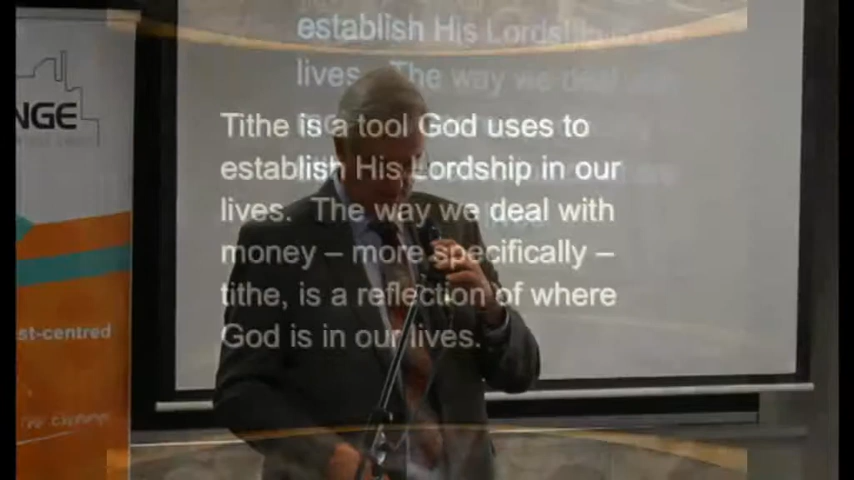 establish His Lordship
lives. The way we deal
NGE
Tithe is a tool God uses to
establish His Lordship in our
lives. The way we deal with
money – more specifically –
tithe, is a reflection of where
God is in our lives.
st-centred